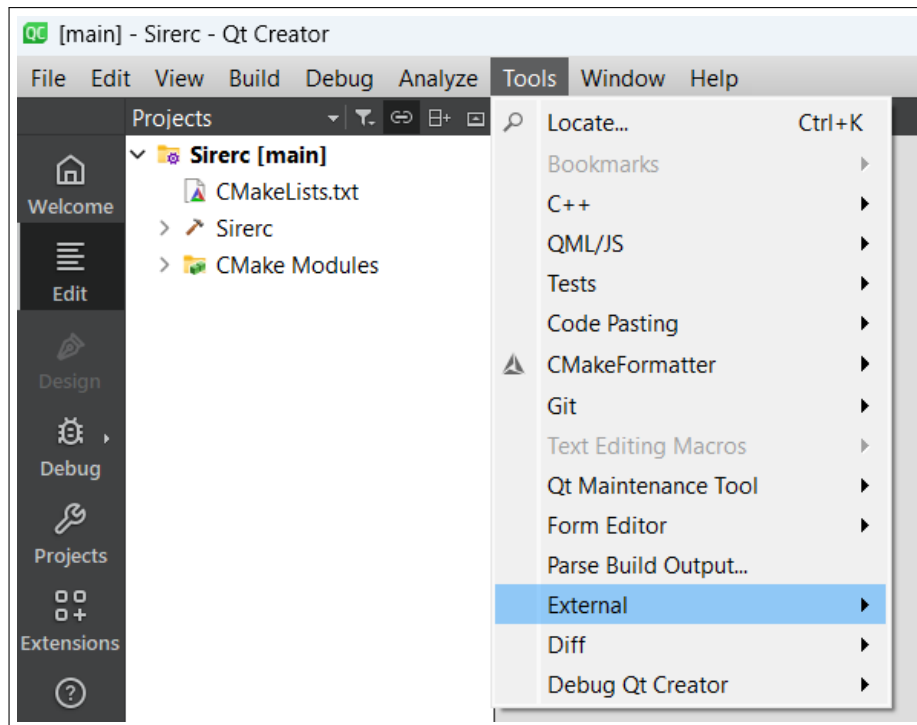 QC [main] - Sirerc - Qt Creator
File Edit View Build Debug Analyze Tools Window Help
Projects
Welcome
Edit
Design
Debug
Projects
Extensions
Sirerc [main]
CMakeLists.txt
Sirerc
CMake Modules
Locate... Ctrl+K
Bookmarks
C++
QML/JS
Tests
Code Pasting
CMakeFormatter
Git
Text Editing Macros
Qt Maintenance Tool
Form Editor
Parse Build Output...
External
Diff
Debug Qt Creator